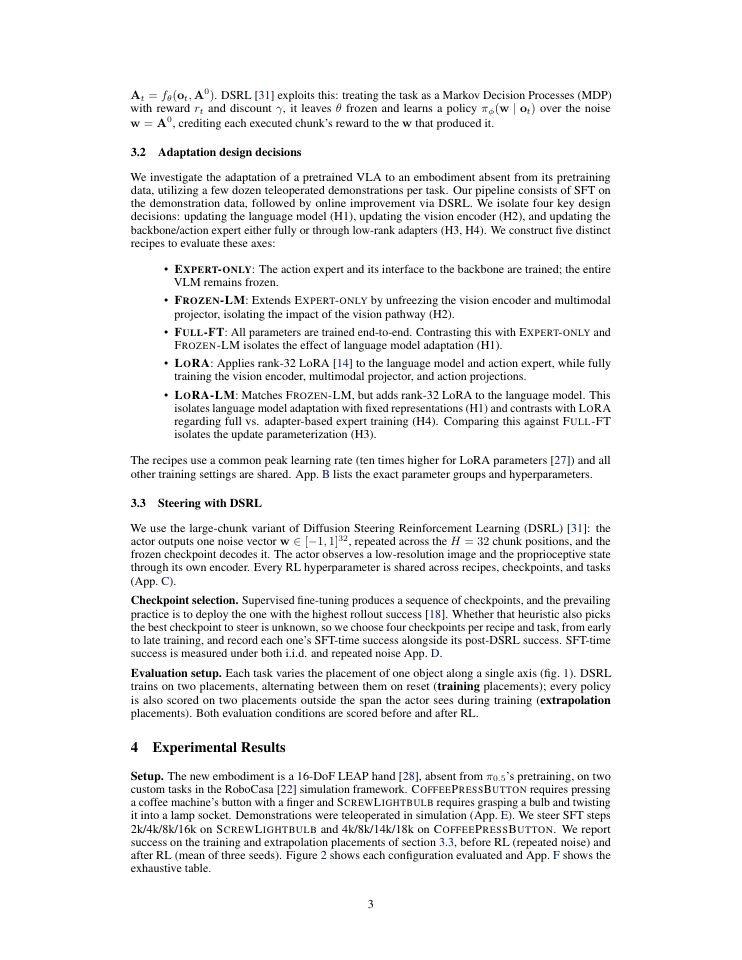 A_t = f_θ(o_t, A^0). DSRL [31] exploits this: treating the task as a Markov Decision Processes (MDP)
with reward r_t and discount γ, it leaves θ frozen and learns a policy π_ϕ(w | o_t) over the noise
w = A^0, crediting each executed chunk's reward to the w that produced it.
3.2 Adaptation design decisions
We investigate the adaptation of a pretrained VLA to an embodiment absent from its pretraining
data, utilizing a few dozen teleoperated demonstrations per task. Our pipeline consists of SFT on
the demonstration data, followed by online improvement via DSRL. We isolate four key design
decisions: updating the language model (H1), updating the vision encoder (H2), and updating the
backbone/action expert either fully or through low-rank adapters (H3, H4). We construct five distinct
recipes to evaluate these axes:
• EXPERT-ONLY: The action expert and its interface to the backbone are trained; the entire
VLM remains frozen.
• FROZEN-LM: Extends EXPERT-ONLY by unfreezing the vision encoder and multimodal
projector, isolating the impact of the vision pathway (H2).
• FULL-FT: All parameters are trained end-to-end. Contrasting this with EXPERT-ONLY and
FROZEN-LM isolates the effect of language model adaptation (H1).
• LORA: Applies rank-32 LoRA [14] to the language model and action expert, while fully
training the vision encoder, multimodal projector, and action projections.
• LORA-LM: Matches FROZEN-LM, but adds rank-32 LoRA to the language model. This
isolates language model adaptation with fixed representations (H1) and contrasts with LORA
regarding full vs. adapter-based expert training (H4). Comparing this against FULL-FT
isolates the update parameterization (H3).
The recipes use a common peak learning rate (ten times higher for LoRA parameters [27]) and all
other training settings are shared. App. B lists the exact parameter groups and hyperparameters.
3.3 Steering with DSRL
We use the large-chunk variant of Diffusion Steering Reinforcement Learning (DSRL) [31]: the
actor outputs one noise vector w ∈ [−1, 1]^32, repeated across the H = 32 chunk positions, and the
frozen checkpoint decodes it. The actor observes a low-resolution image and the proprioceptive state
through its own encoder. Every RL hyperparameter is shared across recipes, checkpoints, and tasks
(App. C).
Checkpoint selection. Supervised fine-tuning produces a sequence of checkpoints, and the prevailing
practice is to deploy the one with the highest rollout success [18]. Whether that heuristic also picks
the best checkpoint to steer is unknown, so we choose four checkpoints per recipe and task, from early
to late training, and record each one's SFT-time success alongside its post-DSRL success. SFT-time
success is measured under both i.i.d. and repeated noise App. D.
Evaluation setup. Each task varies the placement of one object along a single axis (fig. 1). DSRL
trains on two placements, alternating between them on reset (training placements); every policy
is also scored on two placements outside the span the actor sees during training (extrapolation
placements). Both evaluation conditions are scored before and after RL.
4 Experimental Results
Setup. The new embodiment is a 16-DoF LEAP hand [28], absent from π_0.5's pretraining, on two
custom tasks in the RoboCasa [22] simulation framework. COFFEEPRESSBUTTON requires pressing
a coffee machine's button with a finger and SCREWLIGHTBULB requires grasping a bulb and twisting
it into a lamp socket. Demonstrations were teleoperated in simulation (App. E). We steer SFT steps
2k/4k/8k/16k on SCREWLIGHTBULB and 4k/8k/14k/18k on COFFEEPRESSBUTTON. We report
success on the training and extrapolation placements of section 3.3, before RL (repeated noise) and
after RL (mean of three seeds). Figure 2 shows each configuration evaluated and App. F shows the
exhaustive table.
3